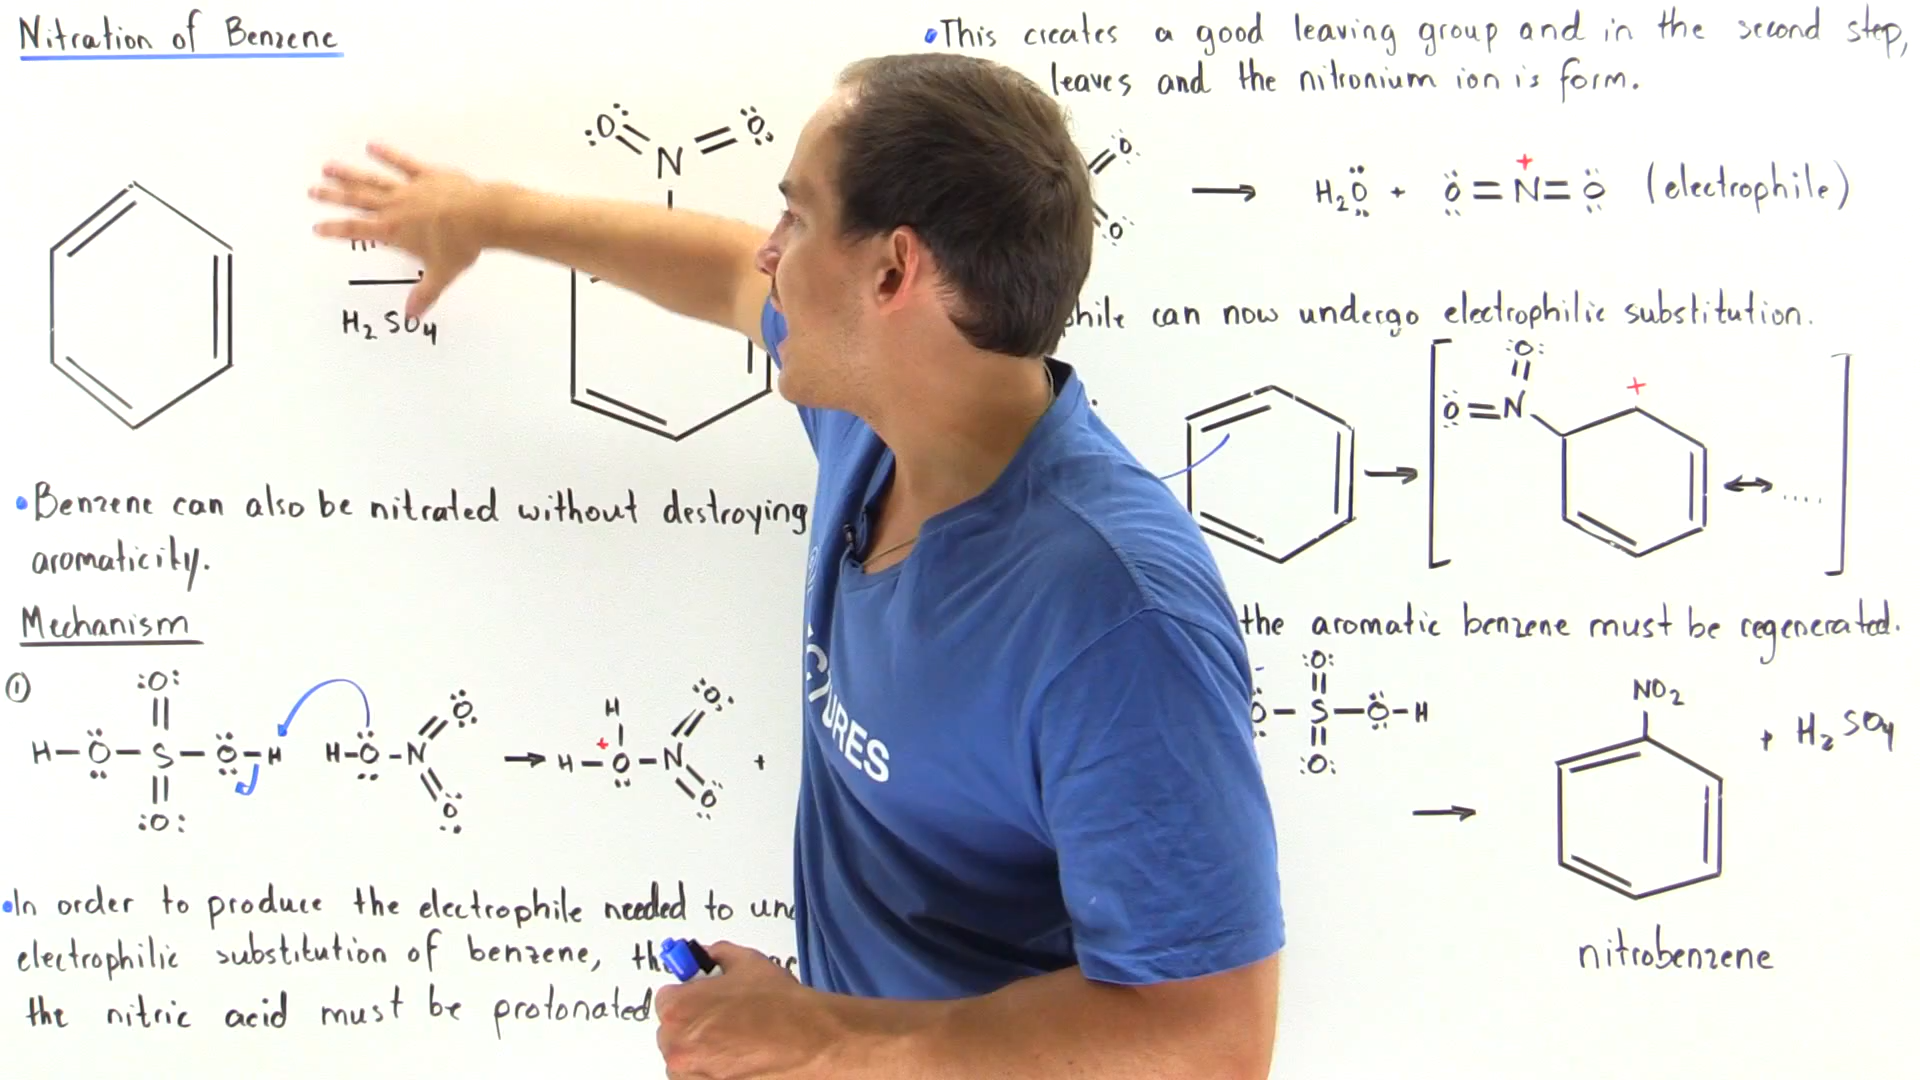 Nitration of Benzene
H₂SO₄
O N O
• Benzene can also be nitrated without destroying
aromaticity.
Mechanism
①
O
H-O-S-O-H H-O-N O
O O
→ H-O-N O +
H O
• In order to produce the electrophile needed to
electrophilic substitution of benzene,
the nitric acid must be protonated
• This creates a good leaving group and in the second step,
leaves and the nitronium ion is form.
O
→ H₂O + O=N⁺=O (electrophile)
O
can now undergo electrophilic substitution.
O
O=N +
→ ↔ ....
the aromatic benzene must be regenerated.
O
O-S-O-H
O
→
NO₂
+ H₂SO₄
nitrobenzene
URES